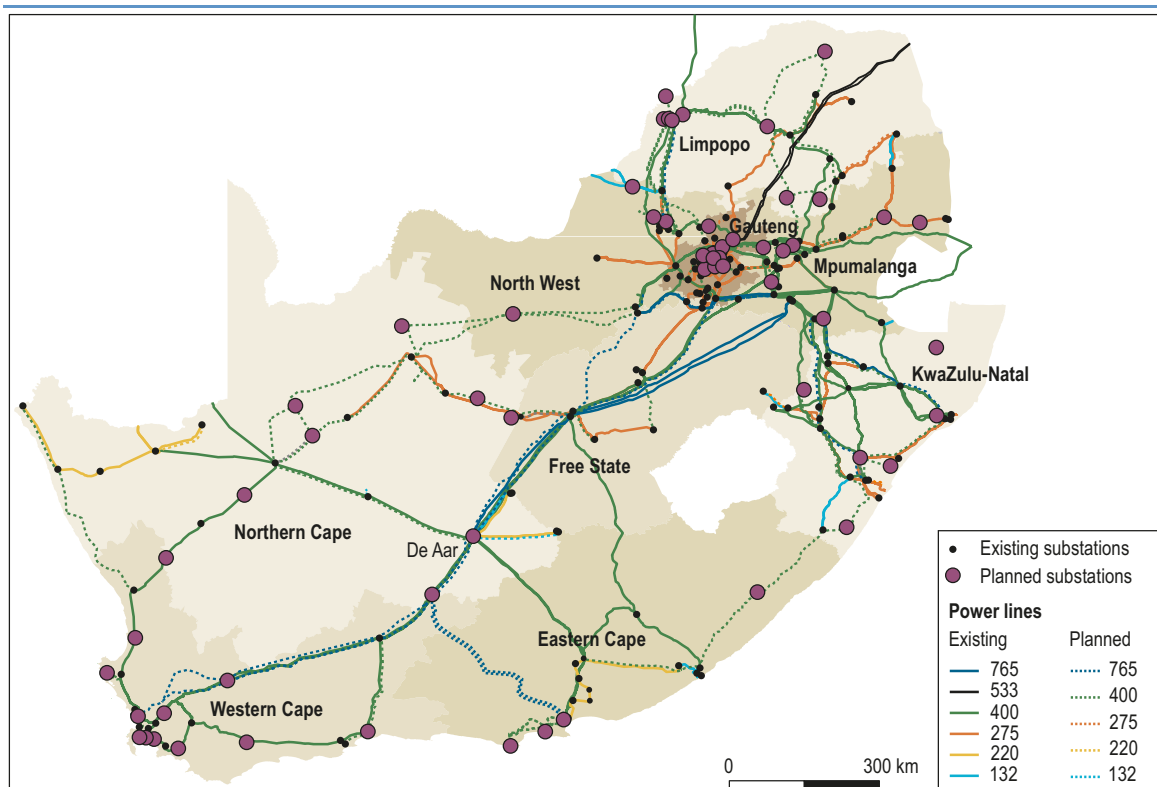 Limpopo
Gauteng
Mpumalanga
North West
KwaZulu-Natal
Free State
Northern Cape
De Aar
Eastern Cape
Western Cape
Existing substations
Planned substations
Power lines
Existing Planned
765 765
533 400
400 275
275 220
220 132
132
0 300 km